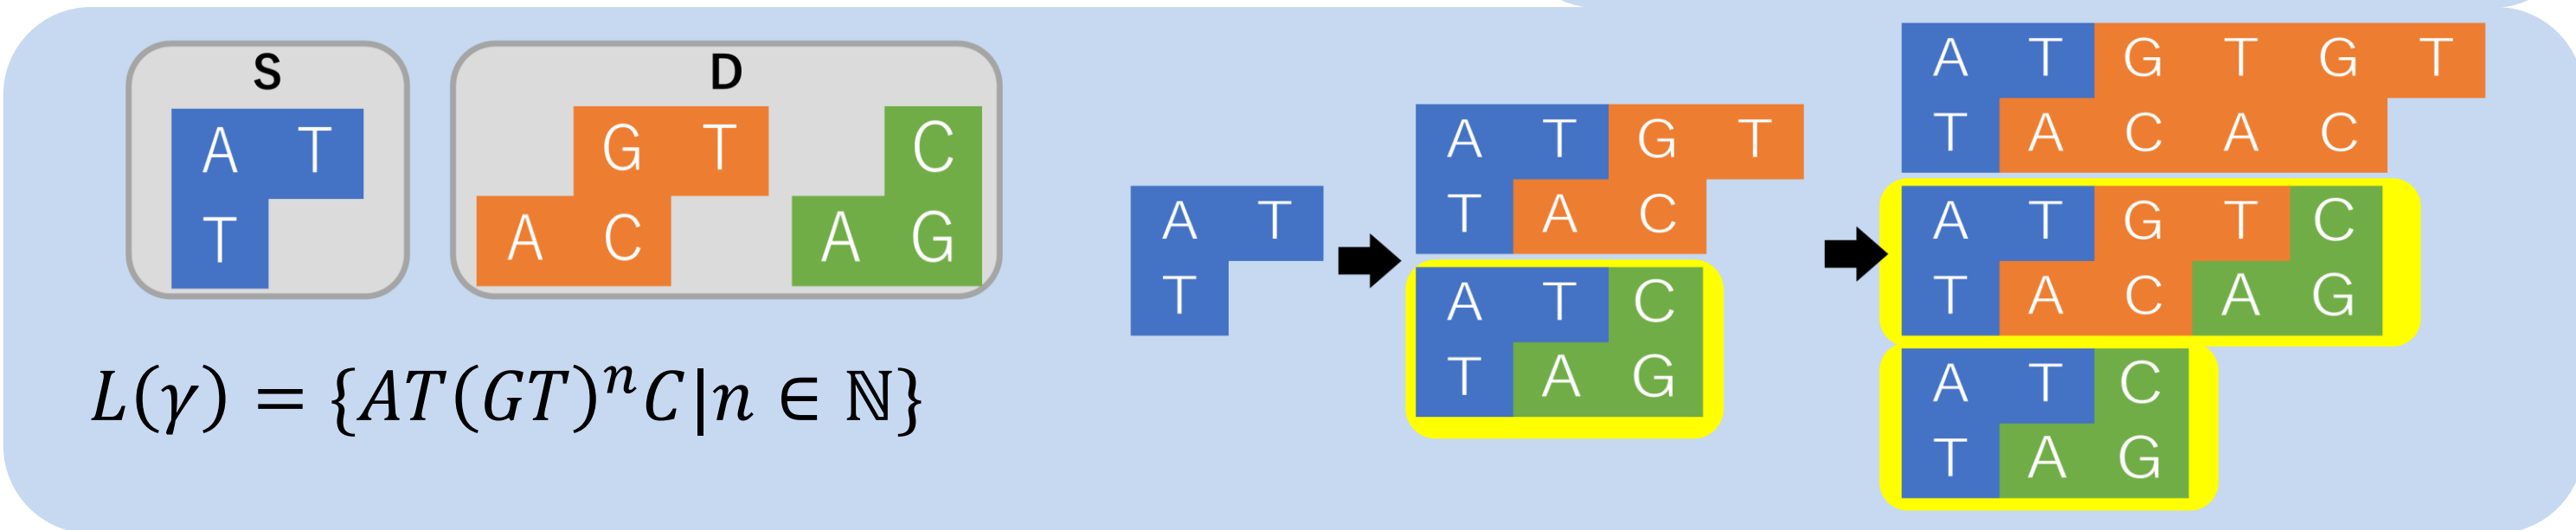 S
A T
T
D
G T
A C
C
A G
L(γ) = {AT(GT)ⁿC|n ∈ ℕ}
A T
T
A T G T
T A C
A T C
T A G
A T G T G T
T A C A C
A T G T C
T A C A G
A T C
T A G